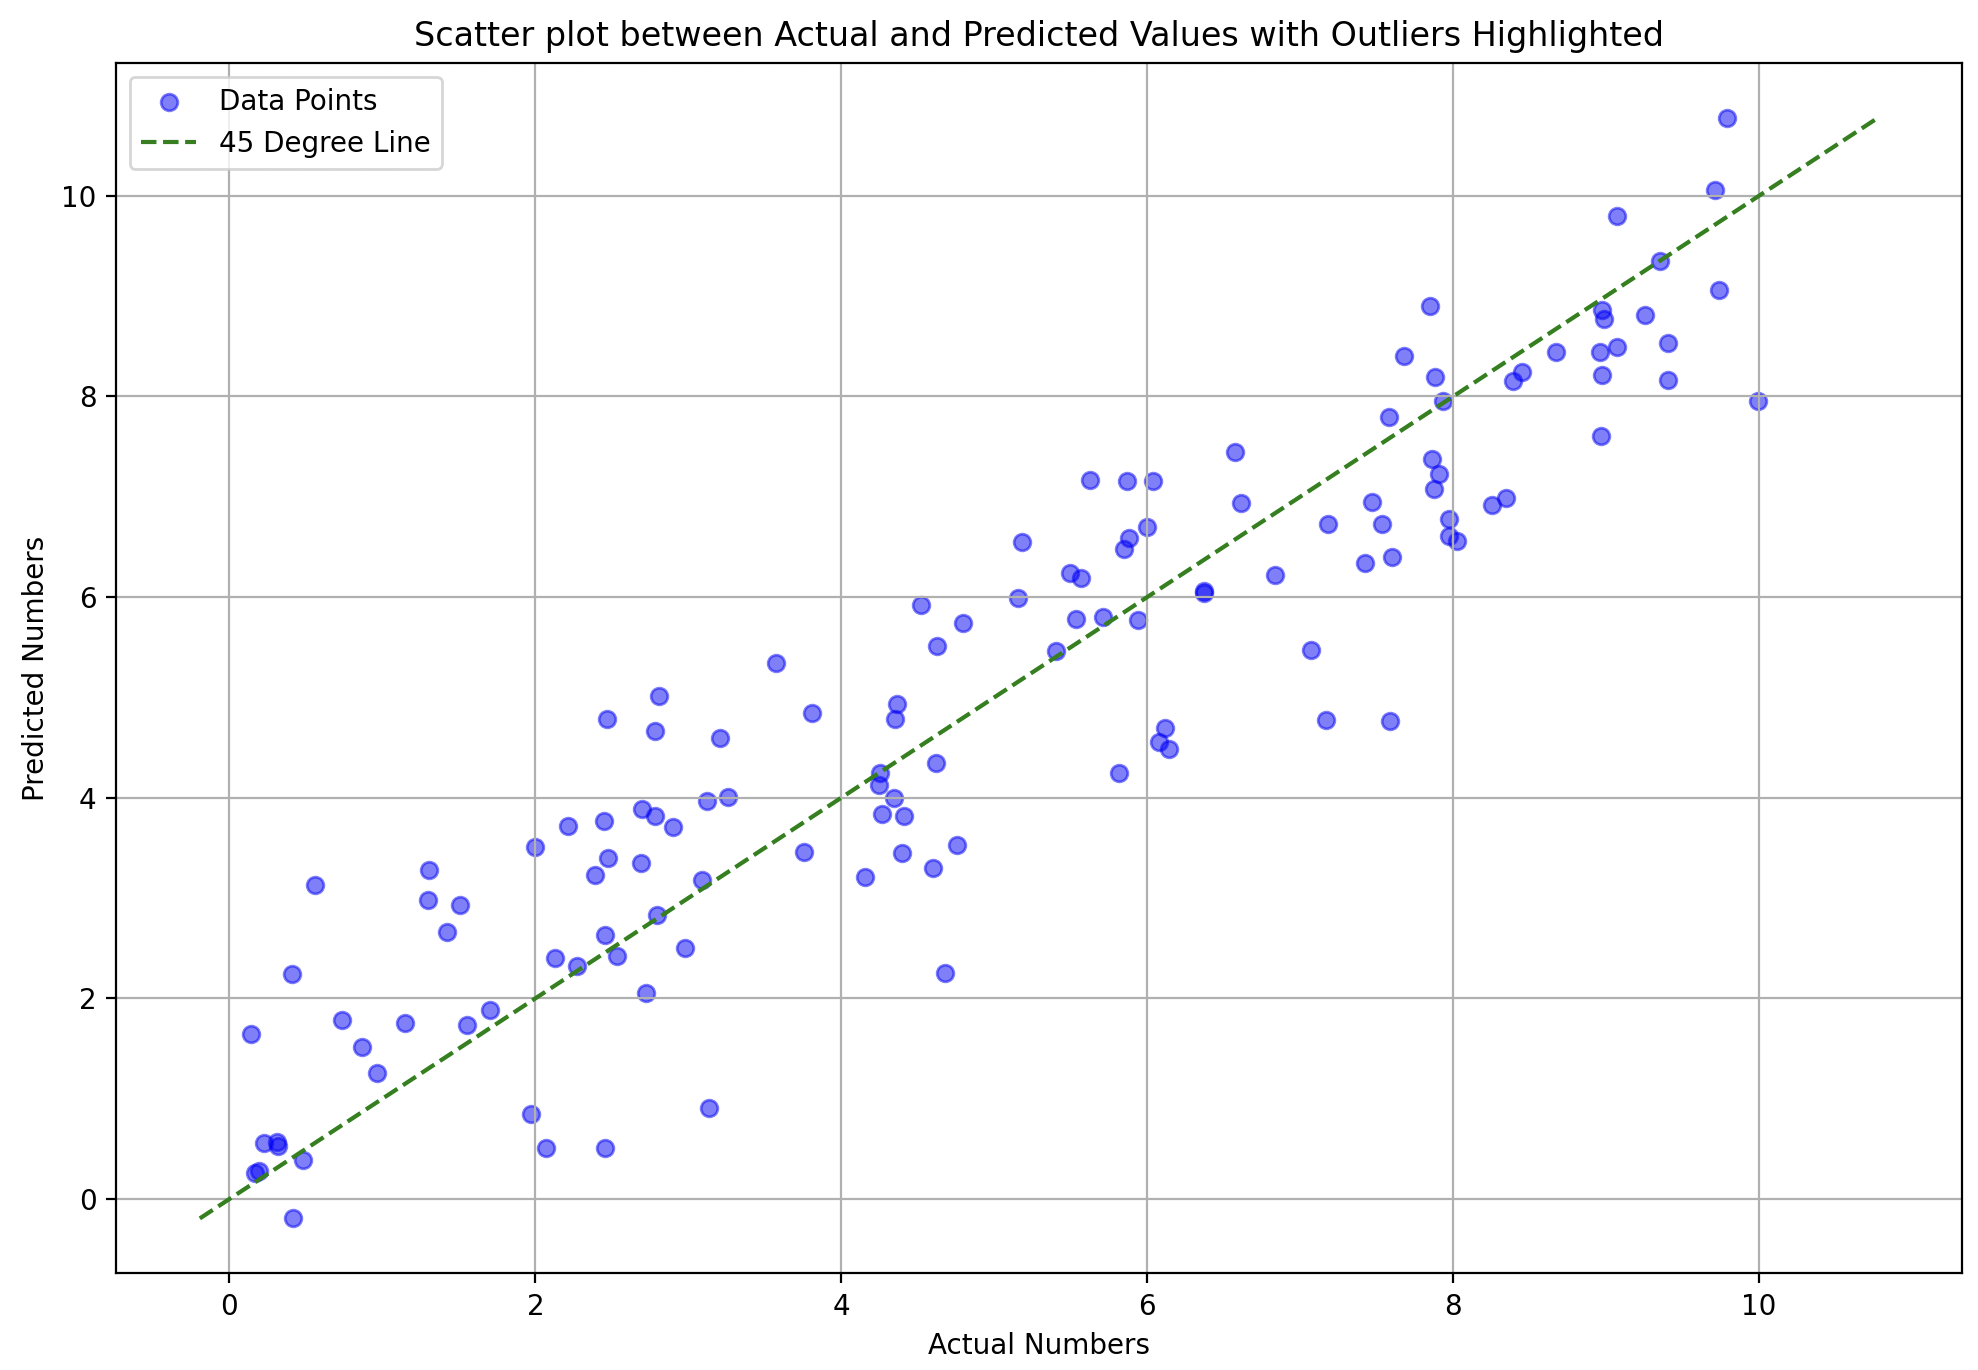 Scatter plot between Actual and Predicted Values with Outliers Highlighted
Data Points
45 Degree Line
Predicted Numbers
10
8
6
4
2
0
0 2 4 6 8 10
Actual Numbers